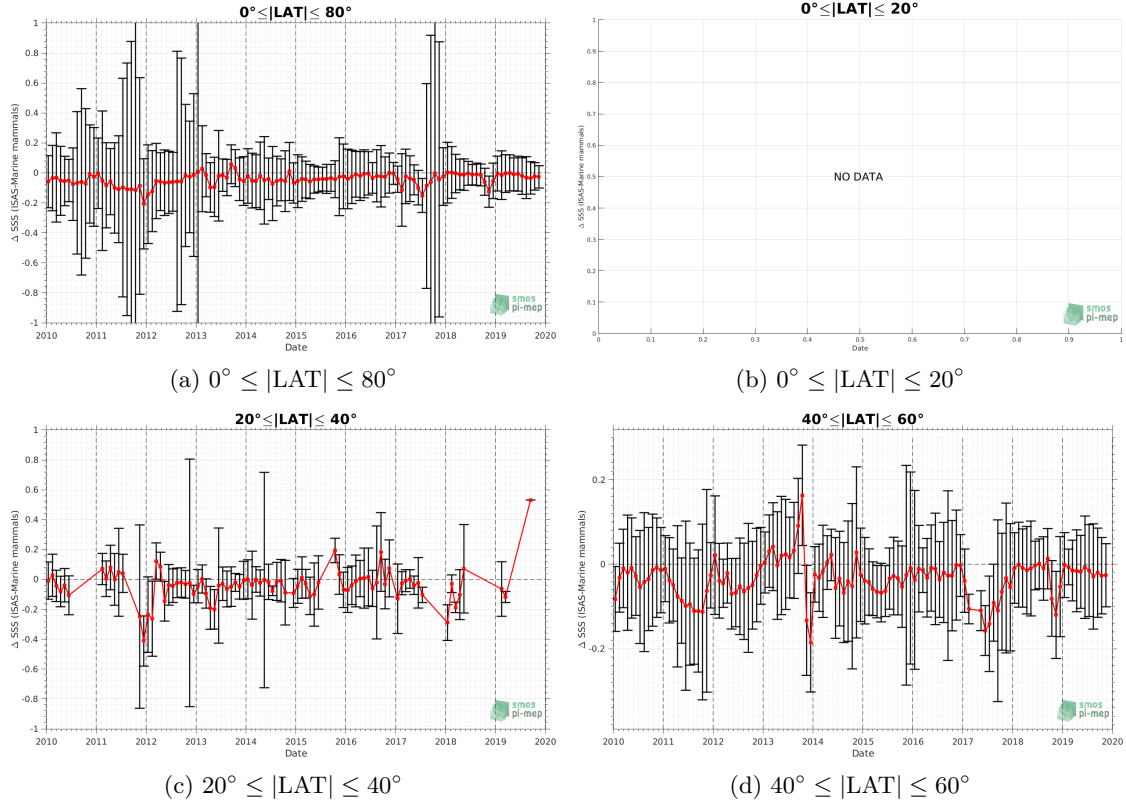 0°≤|LAT|≤ 80°
1
0.8
0.6
0.4
0.2
0
-0.2
-0.4
-0.6
-0.8
-1
Δ SSS (ISAS-Marine mammals)
2010 2011 2012 2013 2014 2015 2016 2017 2018 2019 2020
Date
smos
pi-mep
(a) 0° ≤ |LAT| ≤ 80°
0°≤|LAT|≤ 20°
1
0.9
0.8
0.7
0.6
0.5
0.4
0.3
0.2
0.1
0
Δ SSS (ISAS-Marine mammals)
NO DATA
0 0.1 0.2 0.3 0.4 0.5 0.6 0.7 0.8 0.9 1
Date
smos
pi-mep
(b) 0° ≤ |LAT| ≤ 20°
20°≤|LAT|≤ 40°
1
0.8
0.6
0.4
0.2
0
-0.2
-0.4
-0.6
-0.8
-1
Δ SSS (ISAS-Marine mammals)
2010 2011 2012 2013 2014 2015 2016 2017 2018 2019 2020
Date
smos
pi-mep
(c) 20° ≤ |LAT| ≤ 40°
40°≤|LAT|≤ 60°
0.2
0
-0.2
Δ SSS (ISAS-Marine mammals)
2010 2011 2012 2013 2014 2015 2016 2017 2018 2019 2020
Date
smos
pi-mep
(d) 40° ≤ |LAT| ≤ 60°